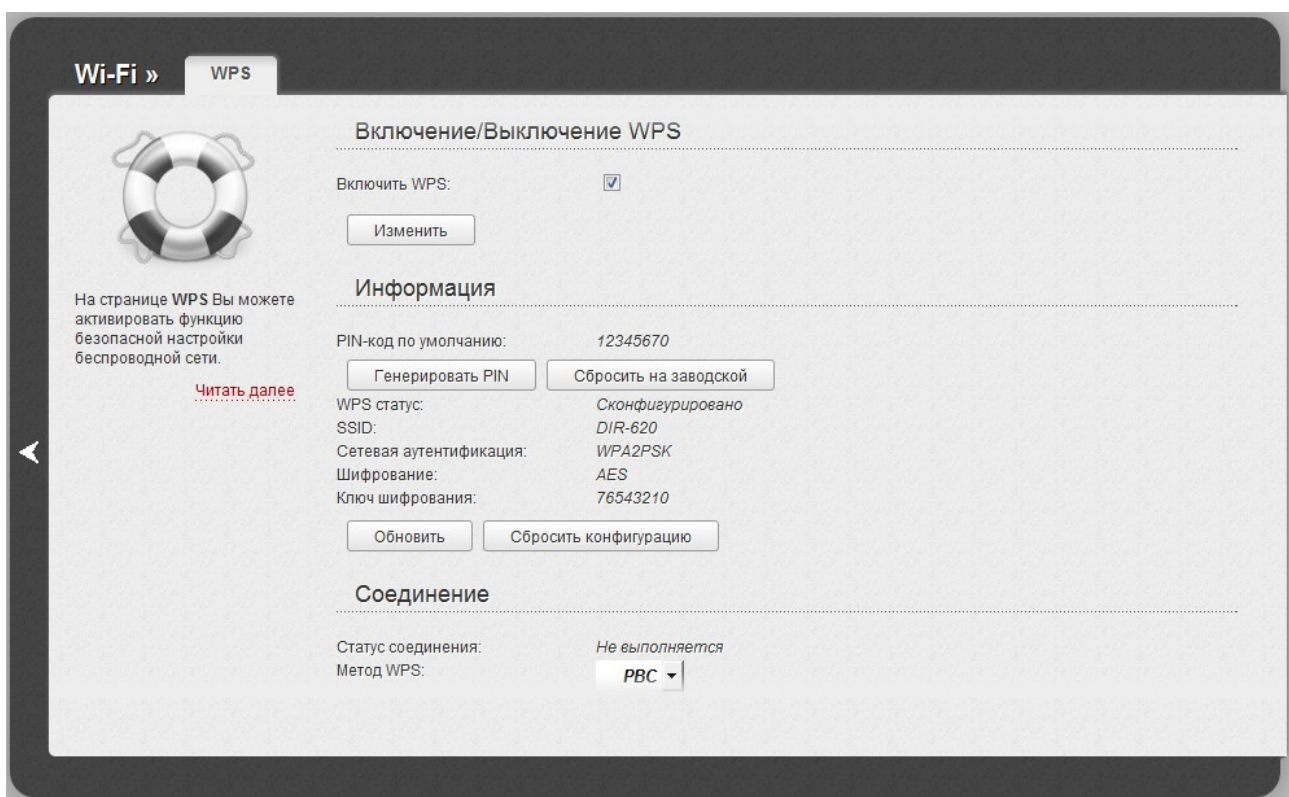 Wi-Fi »
WPS
На странице WPS Вы можете
активировать функцию
безопасной настройки
беспроводной сети.
Читать далее
Включение/Выключение WPS
Включить WPS:
Изменить
Информация
PIN-код по умолчанию: 12345670
Генерировать PIN Сбросить на заводской
WPS статус: Сконфигурировано
SSID: DIR-620
Сетевая аутентификация: WPA2PSK
Шифрование: AES
Ключ шифрования: 76543210
Обновить Сбросить конфигурацию
Соединение
Статус соединения: Не выполняется
Метод WPS: PBC